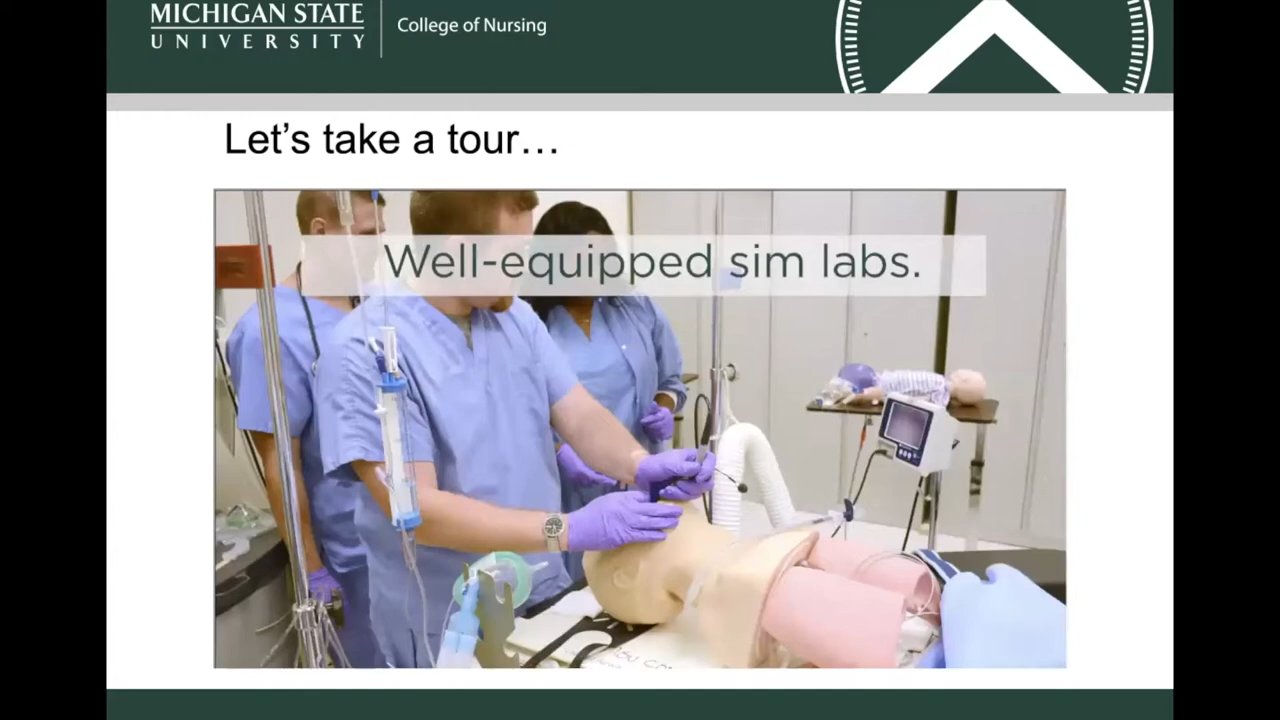 MICHIGAN STATE
UNIVERSITY
College of Nursing
Let's take a tour…
Well-equipped sim labs.